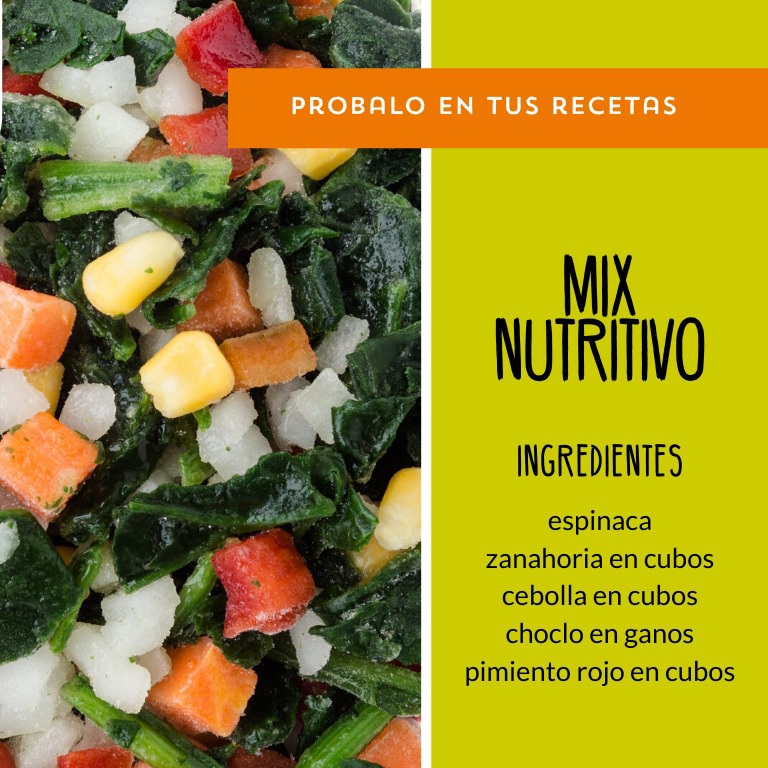 PROBALO EN TUS RECETAS
MIX
NUTRITIVO
INGREDIENTES
espinaca
zanahoria en cubos
cebolla en cubos
choclo en ganos
pimiento rojo en cubos